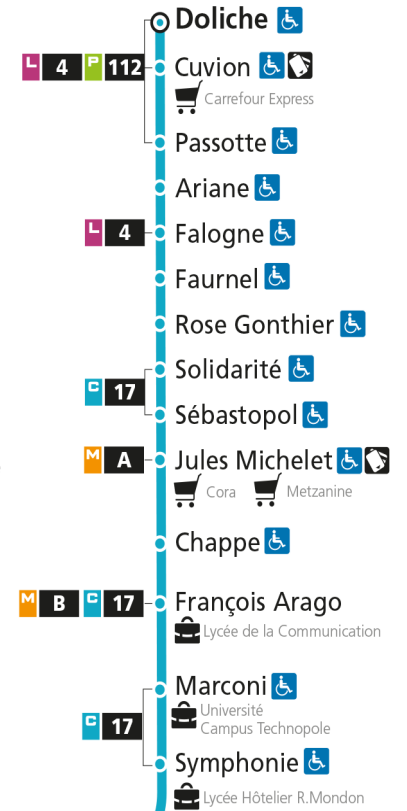 Doliche
L 4 P 112 Cuvion
Carrefour Express
Passotte
Ariane
L 4 Falogne
Faurnel
Rose Gonthier
Solidarité
C 17
Sébastopol
M A Jules Michelet
Cora Metzanine
Chappe
M B C 17 François Arago
Lycée de la Communication
Marconi
Université
Campus Technopole
C 17
Symphonie
Lycée Hôtelier R.Mondon